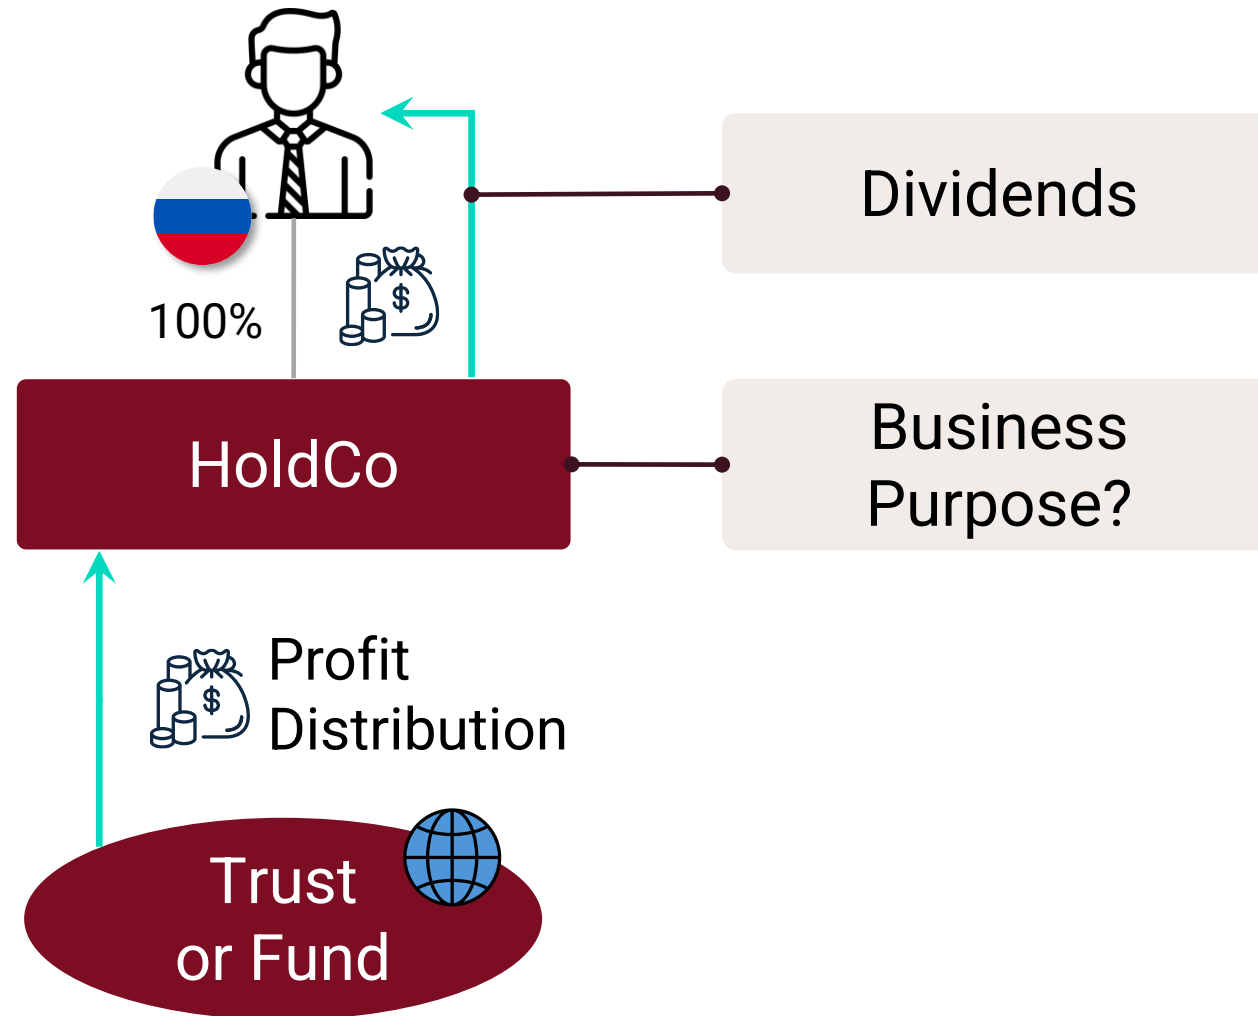 Dividends
100%
$
HoldCo
Business
Purpose?
Profit
Distribution
$
Trust
or Fund